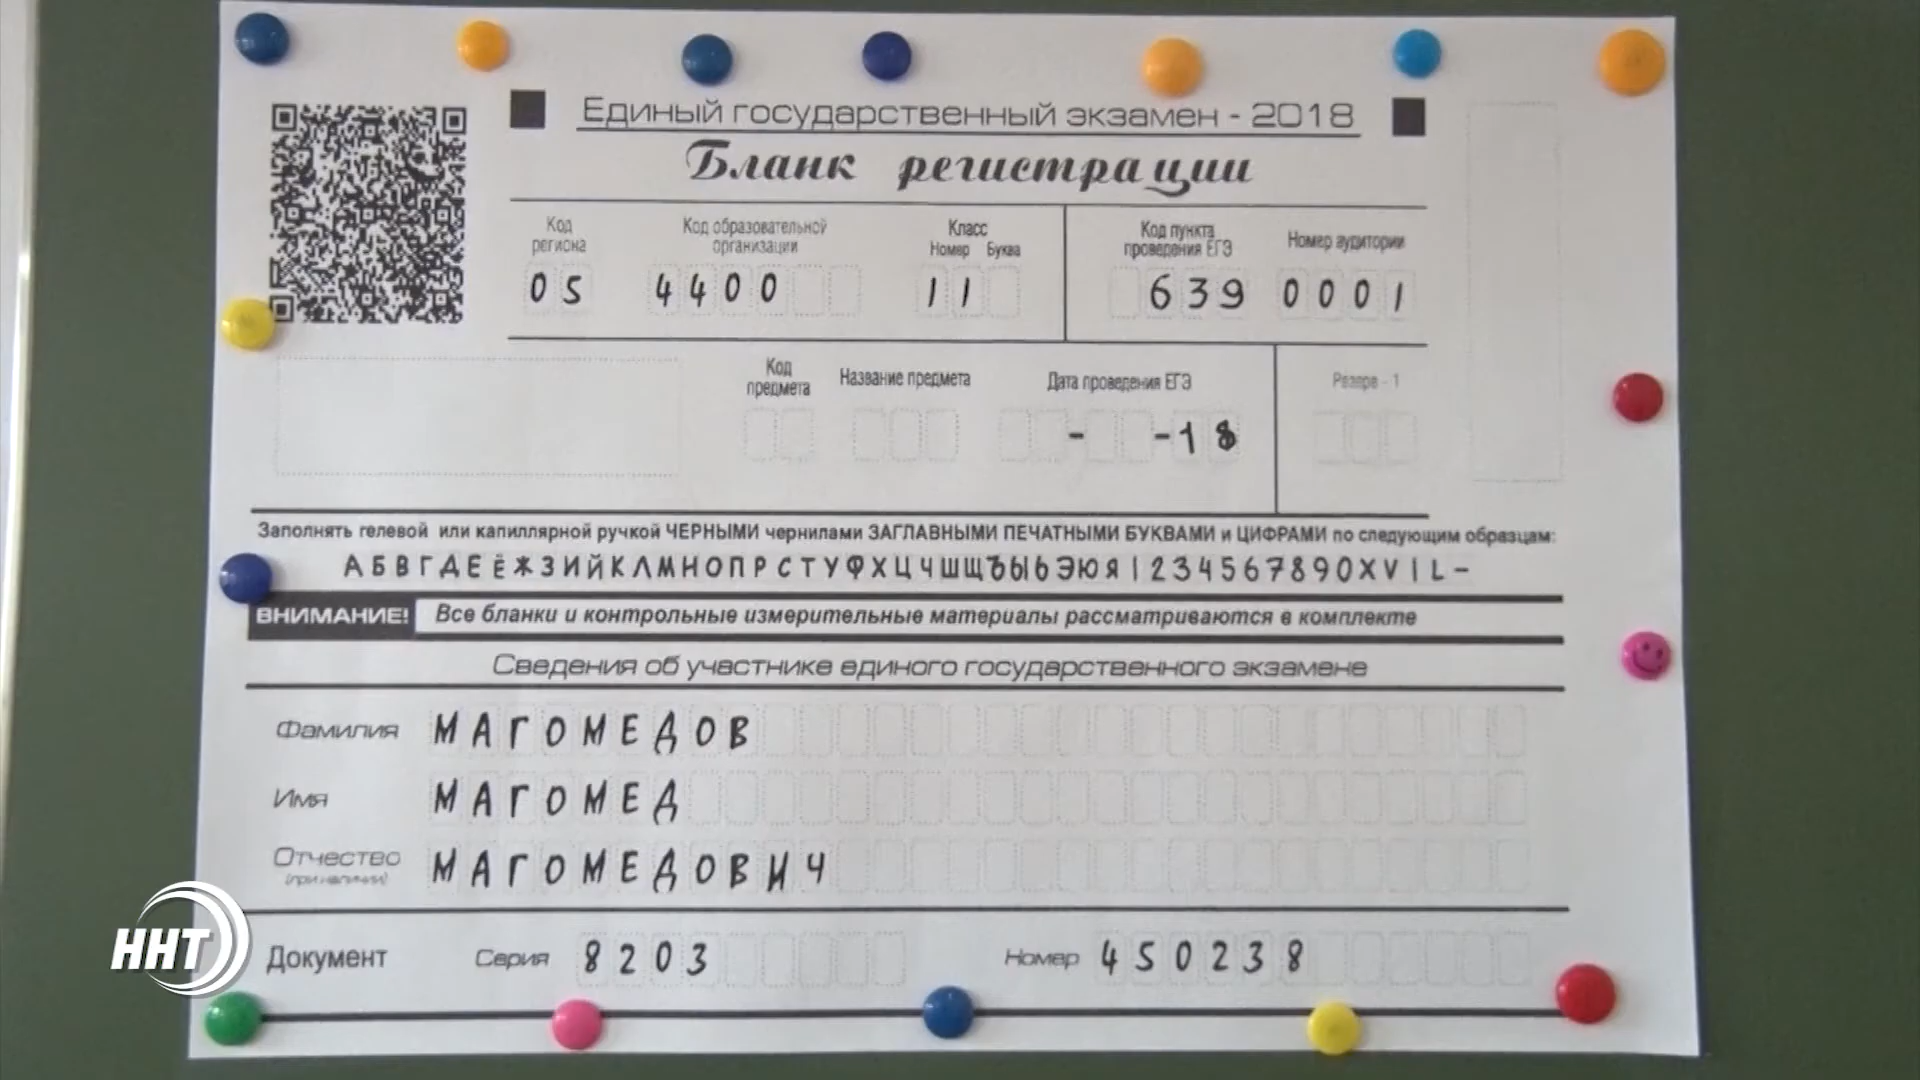 Единый государственный экзамен - 2018
Бланк регистрации
Код региона
Код образовательной организации
Класс
Номер Буква
Код пункта проведения ЕГЭ
Номер аудитории
05 4400 11 639 0001
Код предмета
Название предмета
Дата проведения ЕГЭ
Резерв - 1
- -18
Заполнять гелевой или капиллярной ручкой ЧЕРНЫМИ чернилами ЗАГЛАВНЫМИ ПЕЧАТНЫМИ БУКВАМИ и ЦИФРАМИ по следующим образцам:
АБВГДЕЁЖЗИЙКЛМНОПРСТУФХЦЧШЩЪЫЬЭЮЯ1234567890XVIL-
ВНИМАНИЕ! Все бланки и контрольные измерительные материалы рассматриваются в комплекте
Сведения об участнике единого государственного экзамена
Фамилия МАГОМЕДОВ
Имя МАГОМЕД
Отчество МАГОМЕДОВИЧ
(при наличии)
Документ Серия 8203 Номер 450238
ННТ